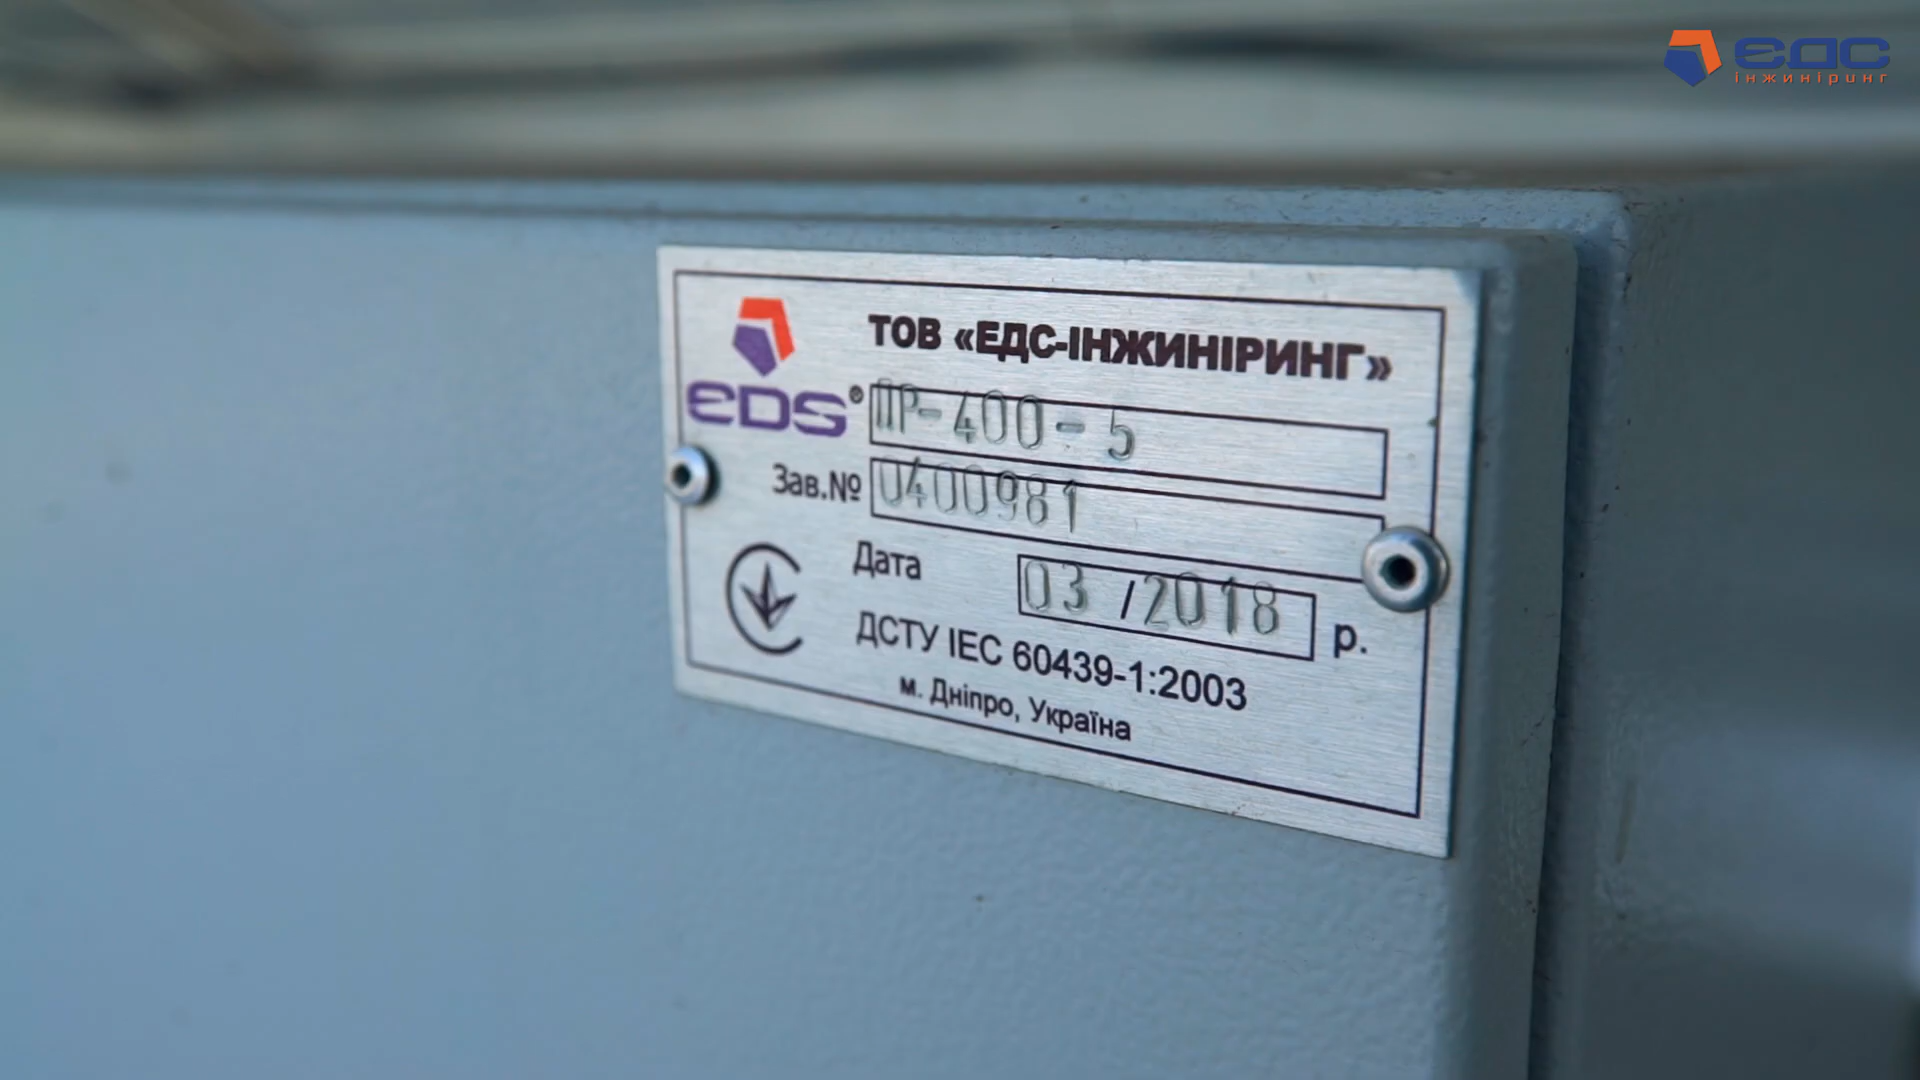 ЕДС
інжиніринг
ТОВ «ЕДС-ІНЖИНІРИНГ»
EDS®
ПР-400-5
Зав.№ 0400981
Дата 03/2018 р.
ДСТУ IEC 60439-1:2003
м. Дніпро, Україна